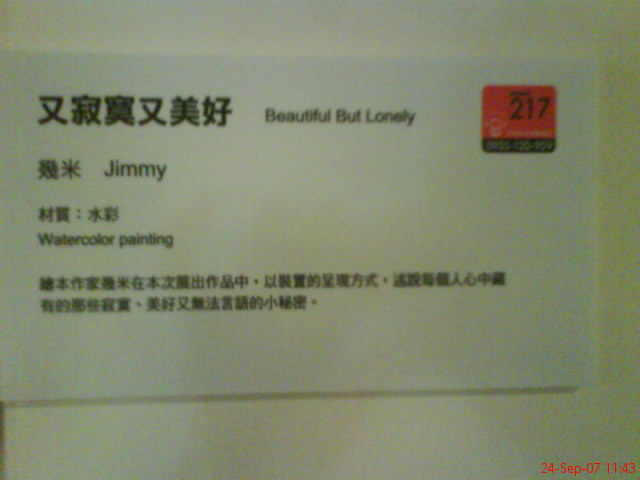 又寂寞又美好 Beautiful But Lonely
217
0935-120-909
幾米 Jimmy
材質：水彩
Watercolor painting
繪本作家幾米在本次展出作品中，以裝置的呈現方式，述說每個人心中藏
有的那些寂寞、美好又無法言語的小秘密。
24-Sep-07 11:43